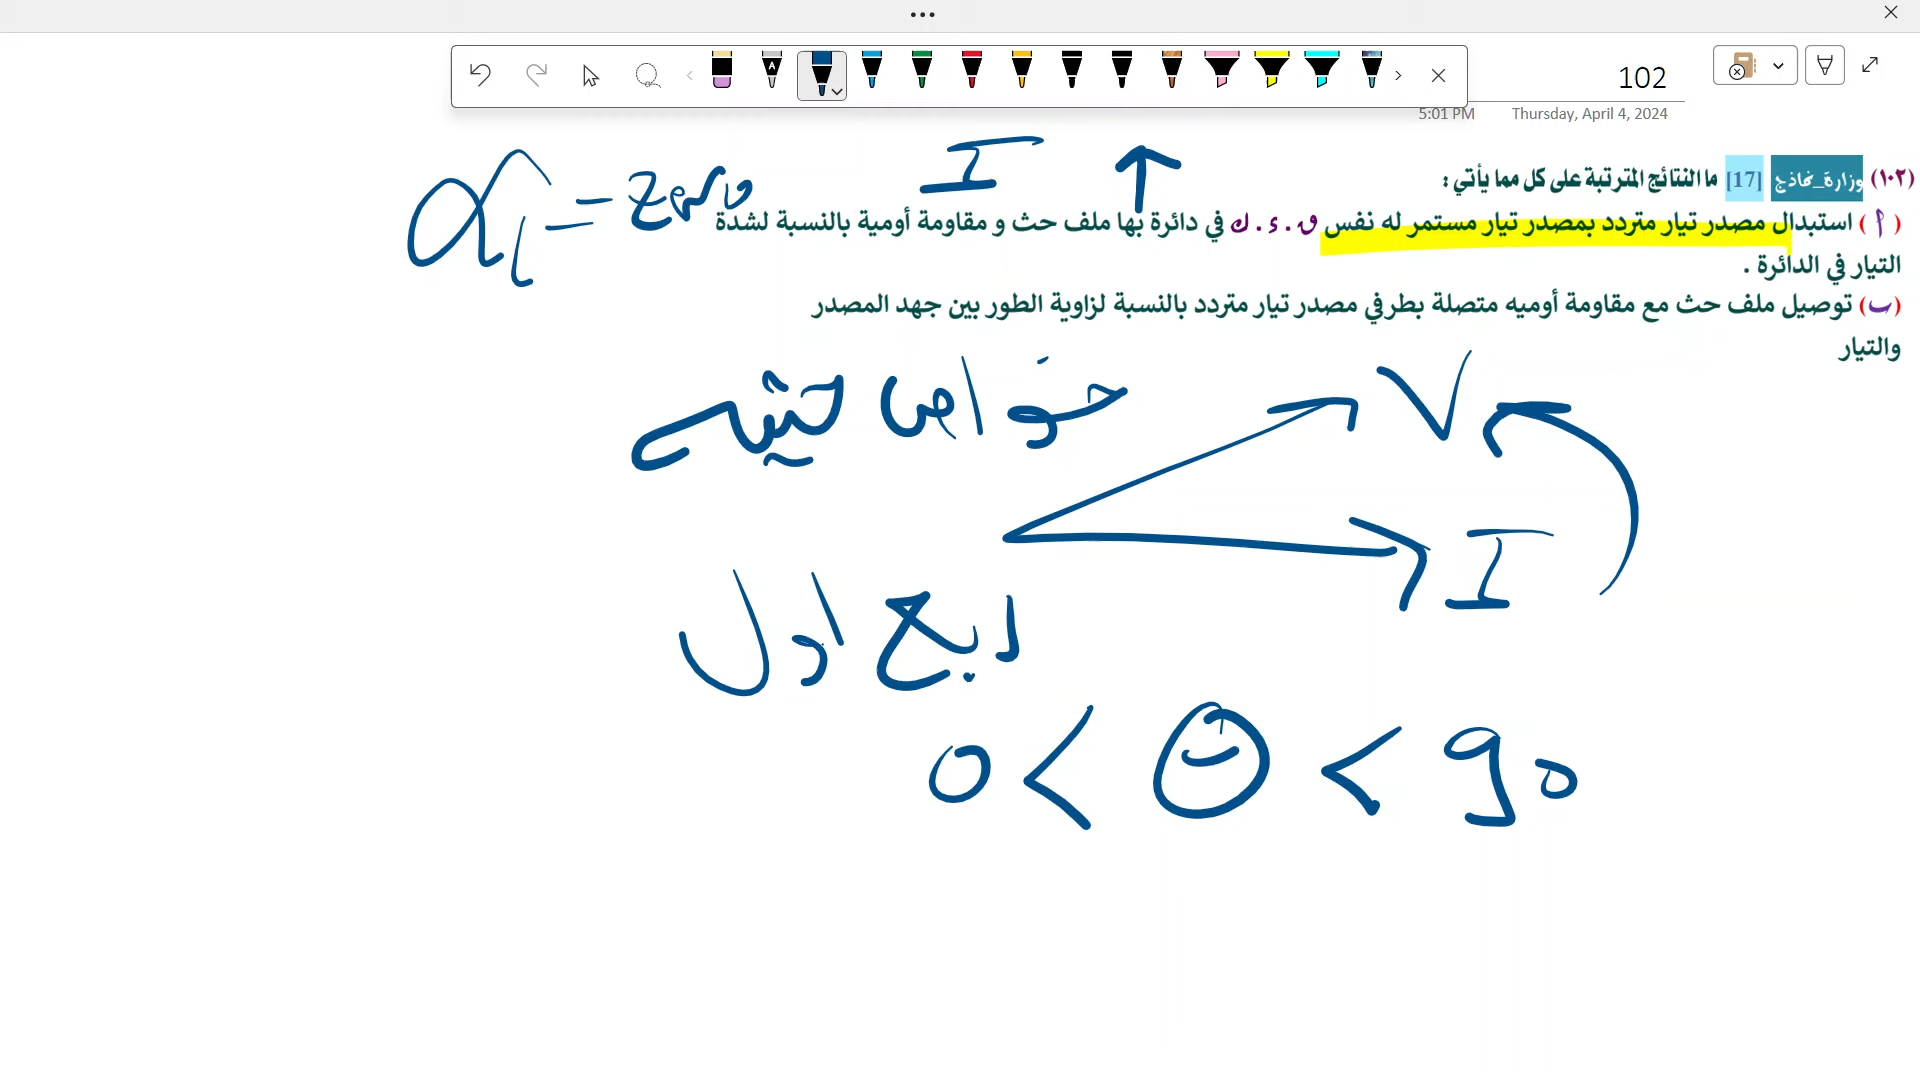 102
5:01 PM Thursday, April 4, 2024
(١٠٢) وزارة_نماذج [17] ما النتائج المترتبة على كل مما يأتي :
(أ) استبدال مصدر تيار متردد بمصدر تيار مستمر له نفس ق . ء . ك في دائرة بها ملف حث و مقاومة أومية بالنسبة لشدة
التيار في الدائرة .
(ب) توصيل ملف حث مع مقاومة أوميه متصلة بطرفي مصدر تيار متردد بالنسبة لزاوية الطور بين جهد المصدر
والتيار
I ↑
= zero
خواص حثيه
V
I
ربع اول
0 < θ < 90